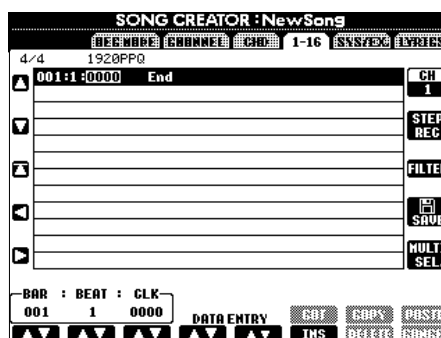 SONG CREATOR : NewSong
REC MODE CHANNEL CHD 1-16 SYS/EX. LYRICS
4/4 1920PPQ
001:1:0000 End
CH
1
STEP
REC
FILTE
SAVE
MULTI
SEL.
BAR : BEAT : CLK
001 1 0000
DATA ENTRY
CUT COPY PASTE
INS DELETE